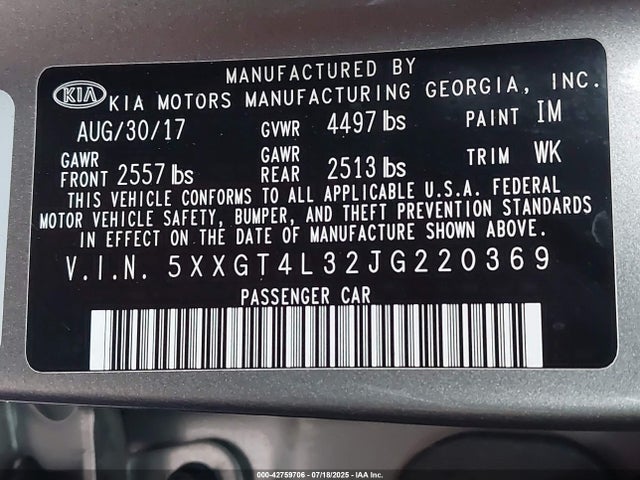 MANUFACTURED BY
KIA KIA MOTORS MANUFACTURING GEORGIA, INC.
AUG/30/17 GVWR 4497 lbs PAINT IM
GAWR FRONT 2557 lbs GAWR REAR 2513 lbs TRIM WK
THIS VEHICLE CONFORMS TO ALL APPLICABLE U.S.A. FEDERAL
MOTOR VEHICLE SAFETY, BUMPER, AND THEFT PREVENTION STANDARDS
IN EFFECT ON THE DATE OF MANUFACTURE SHOWN ABOVE.
V.I.N. 5XXGT4L32JG220369
PASSENGER CAR
000-42759706 - 07/18/2025 - IAA Inc.